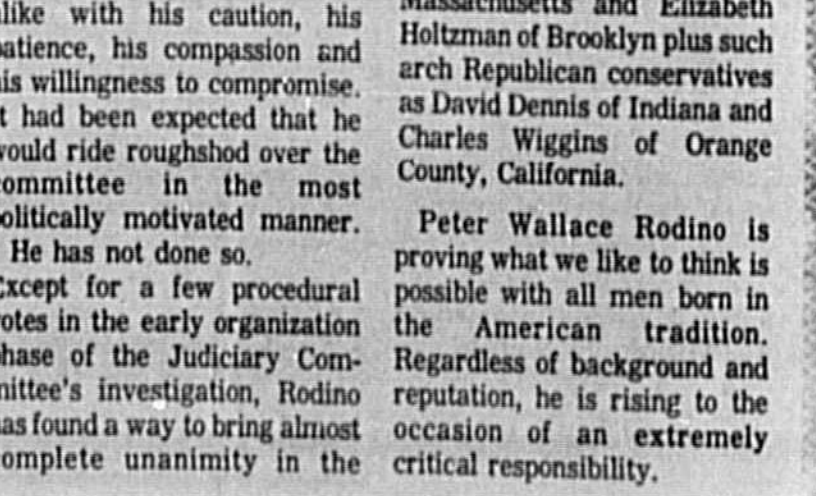 alike with his caution, his
patience, his compassion and
his willingness to compromise.
It had been expected that he
would ride roughshod over the
committee in the most
politically motivated manner.
He has not done so.
Except for a few procedural
votes in the early organization
phase of the Judiciary Com-
mittee's investigation, Rodino
has found a way to bring almost
complete unanimity in the
Massachusetts and Elizabeth
Holtzman of Brooklyn plus such
arch Republican conservatives
as David Dennis of Indiana and
Charles Wiggins of Orange
County, California.
Peter Wallace Rodino is
proving what we like to think is
possible with all men born in
the American tradition.
Regardless of background and
reputation, he is rising to the
occasion of an extremely
critical responsibility.